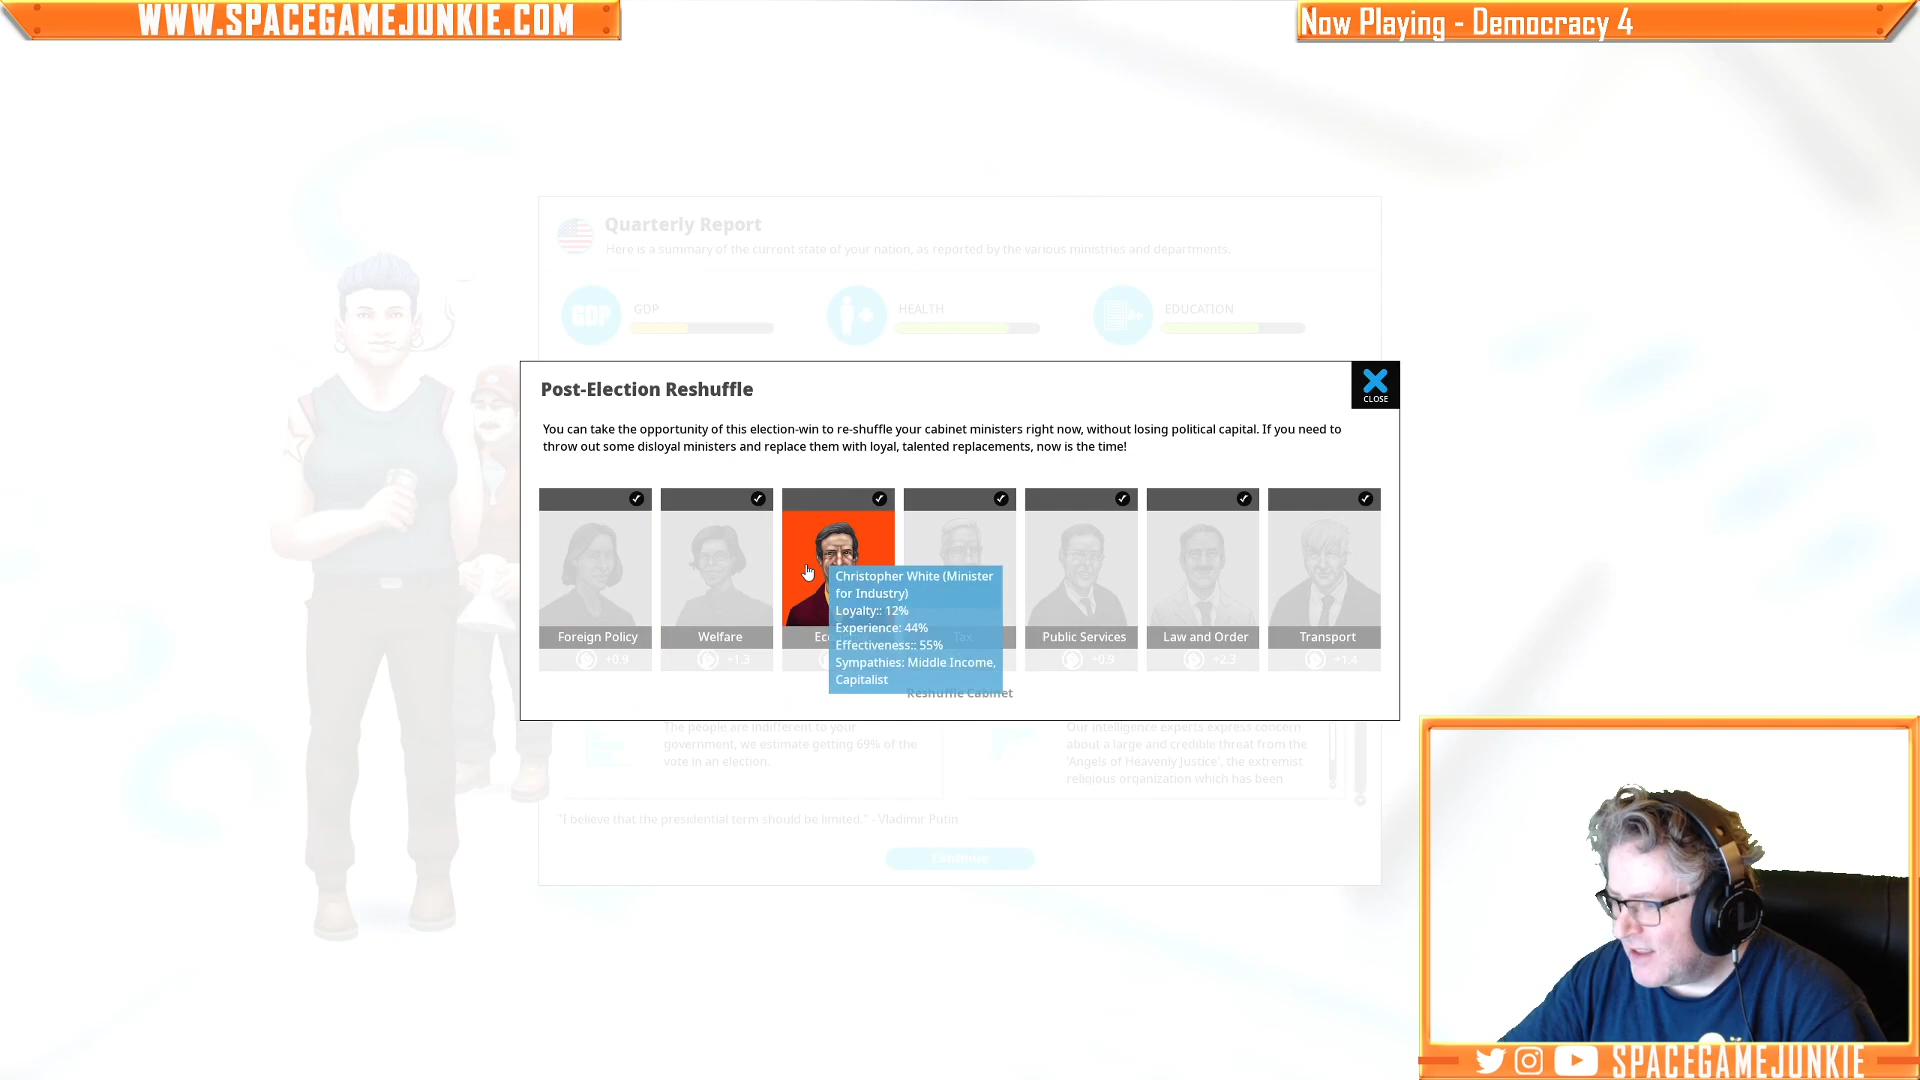 WWW.SPACEGAMEJUNKIE.COM
Now Playing - Democracy 4
Quarterly Report
Here is a summary of the current state of your nation, as reported by the various ministries and departments.
GDP
GDP
HEALTH
EDUCATION
A+
Post-Election Reshuffle
CLOSE
You can take the opportunity of this election-win to re-shuffle your cabinet ministers right now, without losing political capital. If you need to
throw out some disloyal ministers and replace them with loyal, talented replacements, now is the time!
Christopher White (Minister
for Industry)
Loyalty:: 12%
Experience: 44%
Effectiveness:: 55%
Sympathies: Middle Income,
Capitalist
Foreign Policy
Welfare
Tax
Public Services
Law and Order
Transport
+0.9
+1.3
+0.9
+2.3
+1.4
Reshuffle Cabinet
The people are indifferent to your
government, we estimate getting 69% of the
vote in an election.
Our intelligence experts express concern
about a large and credible threat from the
'Angels of Heavenly Justice', the extremist
religious organization which has been
"I believe that the presidential term should be limited." - Vladimir Putin
Continue
SPACEGAMEJUNKIE